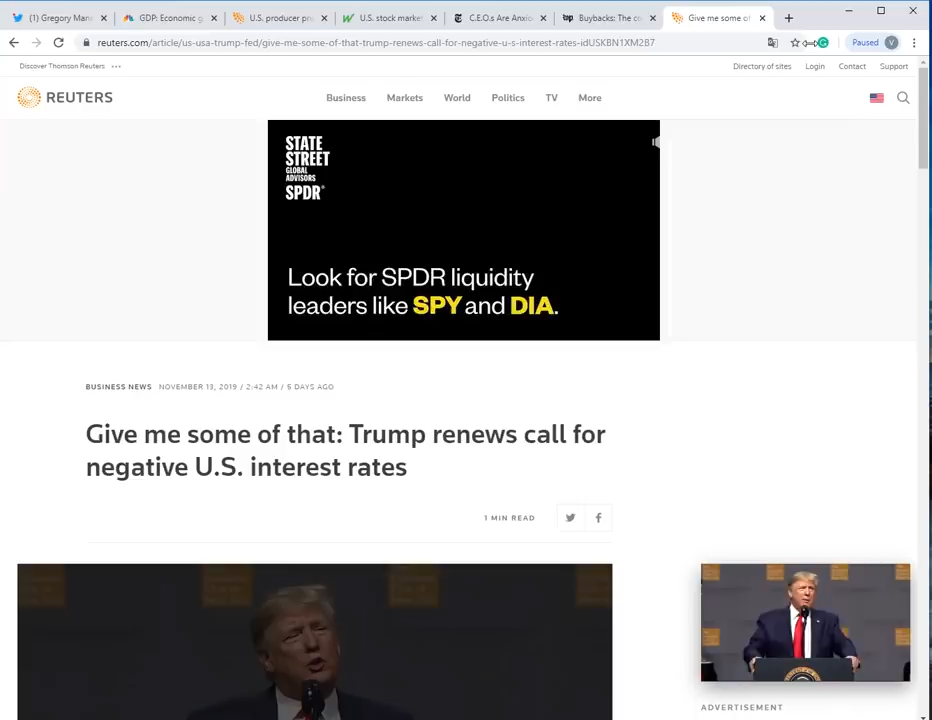 (1) Gregory Mann
GDP: Economic g
U.S. producer pri
U.S. stock market
C.E.O.s Are Anxio
Buybacks: The co
Give me some of
reuters.com/article/us-usa-trump-fed/give-me-some-of-that-trump-renews-call-for-negative-u-s-interest-rates-idUSKBN1XM2B7
Paused
V
Discover Thomson Reuters
Directory of sites
Login
Contact
Support
REUTERS
Business
Markets
World
Politics
TV
More
STATE
STREET
GLOBAL
ADVISORS
SPDR®
Look for SPDR liquidity
leaders like SPY and DIA.
BUSINESS NEWS NOVEMBER 13, 2019 / 2:42 AM / 5 DAYS AGO
Give me some of that: Trump renews call for
negative U.S. interest rates
1 MIN READ
ADVERTISEMENT